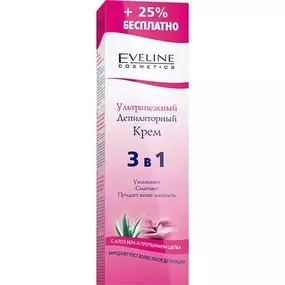 + 25%
БЕСПЛАТНО
EVELINE
COSMETICS
Ультранежный
Депиляторный
Крем
3 в 1
Увлажняет
Смягчает
Придает коже мягкость
С АЛОЭ ВЕРА И ПРОТЕИНАМИ ШЕЛКА
ЗАМЕДЛЯЕТ РОСТ ВОЛОС ПОСЛЕ ДЕПИЛЯЦИИ